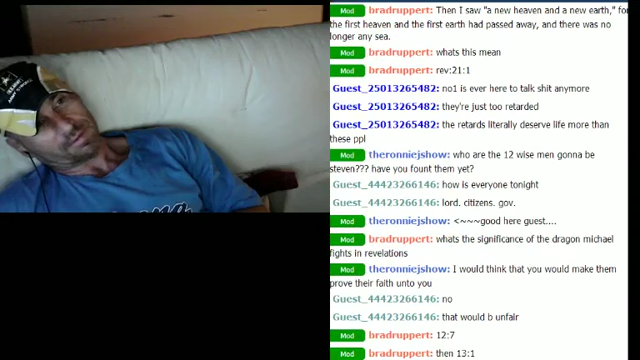 Mod bradruppert: Then I saw "a new heaven and a new earth," for
the first heaven and the first earth had passed away, and there was
no longer any sea.
Mod bradruppert: whats this mean
Mod bradruppert: rev:21:1
Guest_25013265482: no1 is ever here to talk shit anymore
Guest_25013265482: they're just too retarded
Guest_25013265482: the retards literally deserve life more than
these ppl
Mod theronniejshow: who are the 12 wise men gonna be
steven??? have you fount them yet?
Guest_44423266146: how is everyone tonight
Guest_44423266146: lord. citizens. gov.
Mod theronniejshow: <~~~good here guest....
Mod bradruppert: whats the significance of the dragon michael
fights in revelations
Mod theronniejshow: I would think that you would make them
prove their faith unto you
Guest_44423266146: no
Guest_44423266146: that would b unfair
Mod bradruppert: 12:7
Mod bradruppert: then 13:1